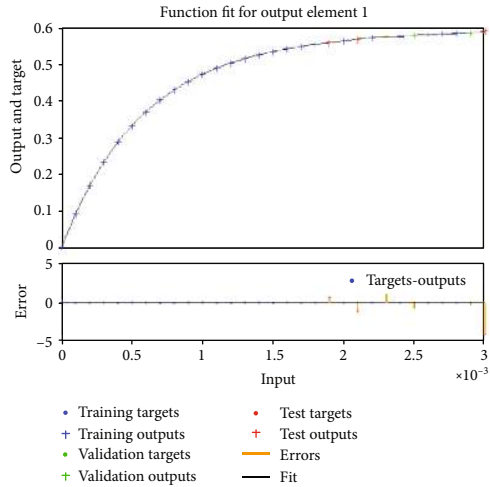 Function fit for output element 1
Output and target
0.6
0.5
0.4
0.3
0.2
0.1
0
Error
5
0
−5
Targets-outputs
0 0.5 1 1.5 2 2.5 3
Input ×10−3
Training targets
Training outputs
Validation targets
Validation outputs
Test targets
Test outputs
Errors
Fit